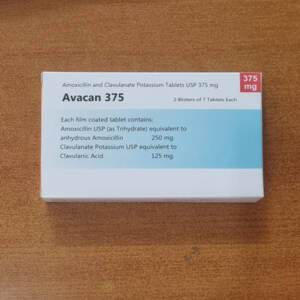 Amoxicillin and Clavulanate Potassium Tablets USP 375 mg
375
mg
Avacan 375
2 Blisters of 7 Tablets Each
Each film coated tablet contains:
Amoxicillin USP (as Trihydrate) equivalent to
anhydrous Amoxicillin 250 mg.
Clavulanate Potassium USP equivalent to
Clavularic Acid 125 mg.